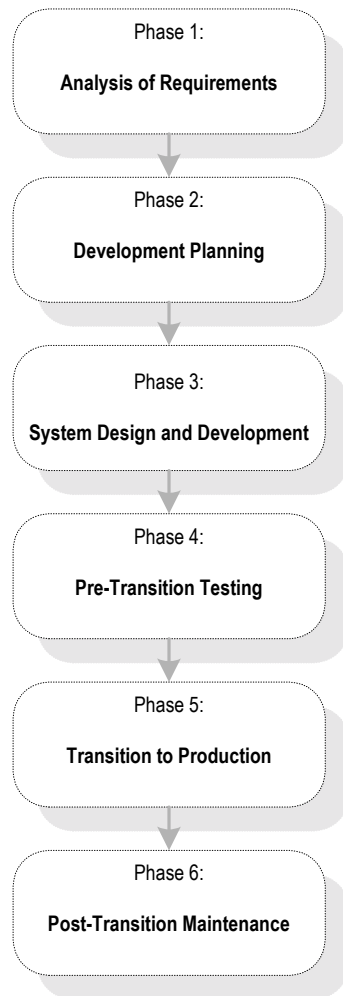 Phase 1:
Analysis of Requirements
Phase 2:
Development Planning
Phase 3:
System Design and Development
Phase 4:
Pre-Transition Testing
Phase 5:
Transition to Production
Phase 6:
Post-Transition Maintenance